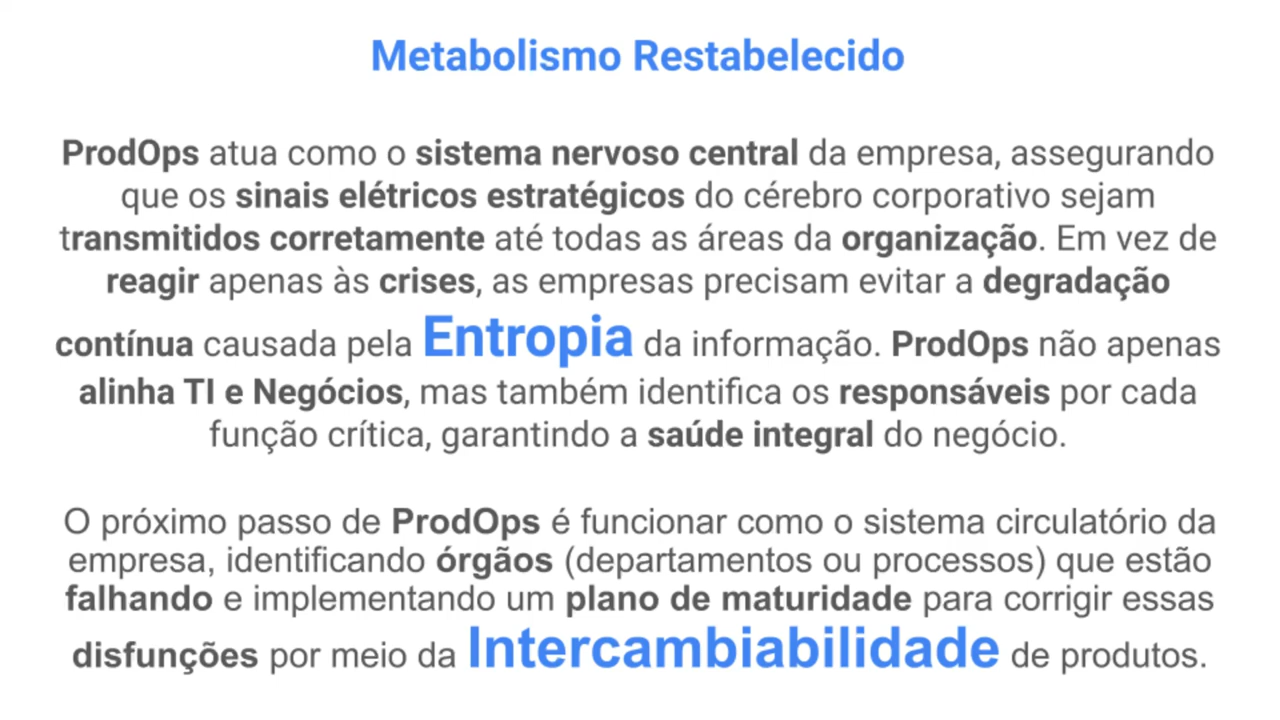 Metabolismo Restabelecido
ProdOps atua como o sistema nervoso central da empresa, assegurando
que os sinais elétricos estratégicos do cérebro corporativo sejam
transmitidos corretamente até todas as áreas da organização. Em vez de
reagir apenas às crises, as empresas precisam evitar a degradação
contínua causada pela Entropia da informação. ProdOps não apenas
alinha TI e Negócios, mas também identifica os responsáveis por cada
função crítica, garantindo a saúde integral do negócio.
O próximo passo de ProdOps é funcionar como o sistema circulatório da
empresa, identificando órgãos (departamentos ou processos) que estão
falhando e implementando um plano de maturidade para corrigir essas
disfunções por meio da Intercambiabilidade de produtos.